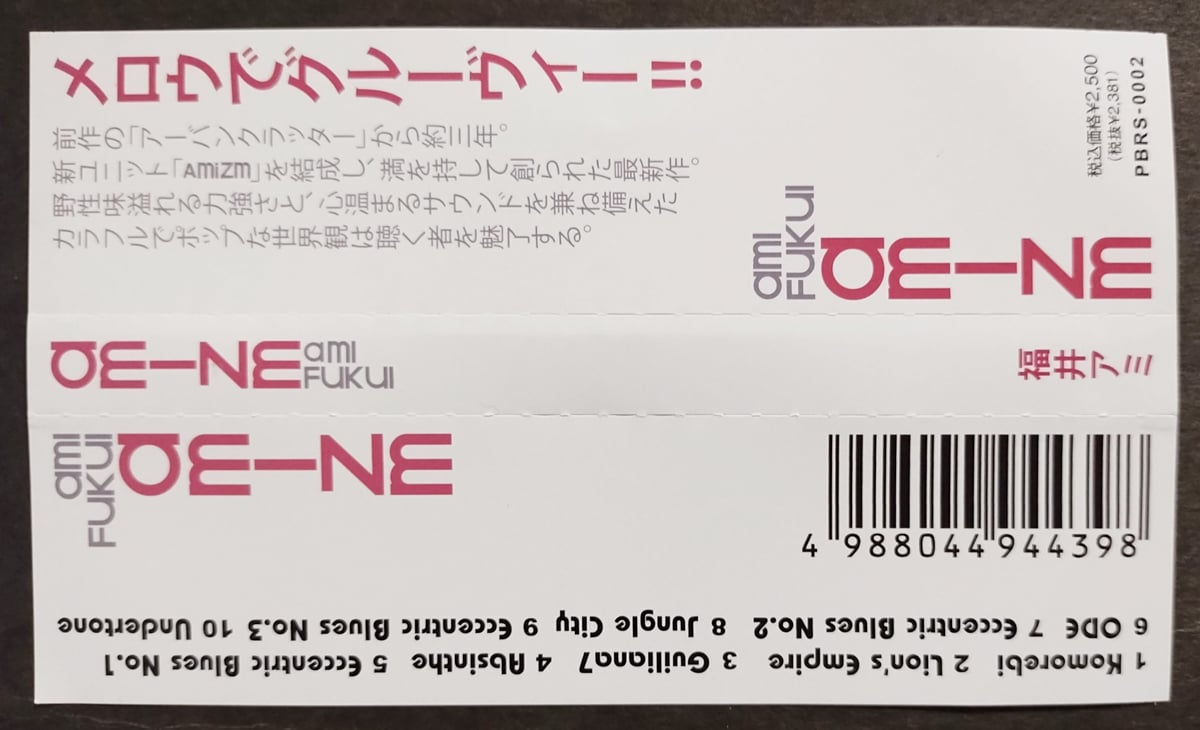 メロウでグルーヴィー!!
前作の「アーバンクラッター」から約三年。
新ユニット「AMIZM」を結成し、満を持して創られた最新作。
野性味溢れる力強さと、心温まるサウンドを兼ね備えた
カラフルでポップな世界観は聴く者を魅了する。
ami
FUKUI
amIZm
税込価格¥2,500
(税抜¥2,381)
PBRS-0002
amIZm
ami
FUKUI
福井アミ
ami
FUKUI
amIZm
4 988044 944398
1 Komorebi 2 Lion's Empire 3 Guiliana7 4 Absinthe 5 Eccentric Blues No.1
6 ODE 7 Eccentric Blues No.2 8 Jungle City 9 Eccentric Blues No.3 10 Undertone